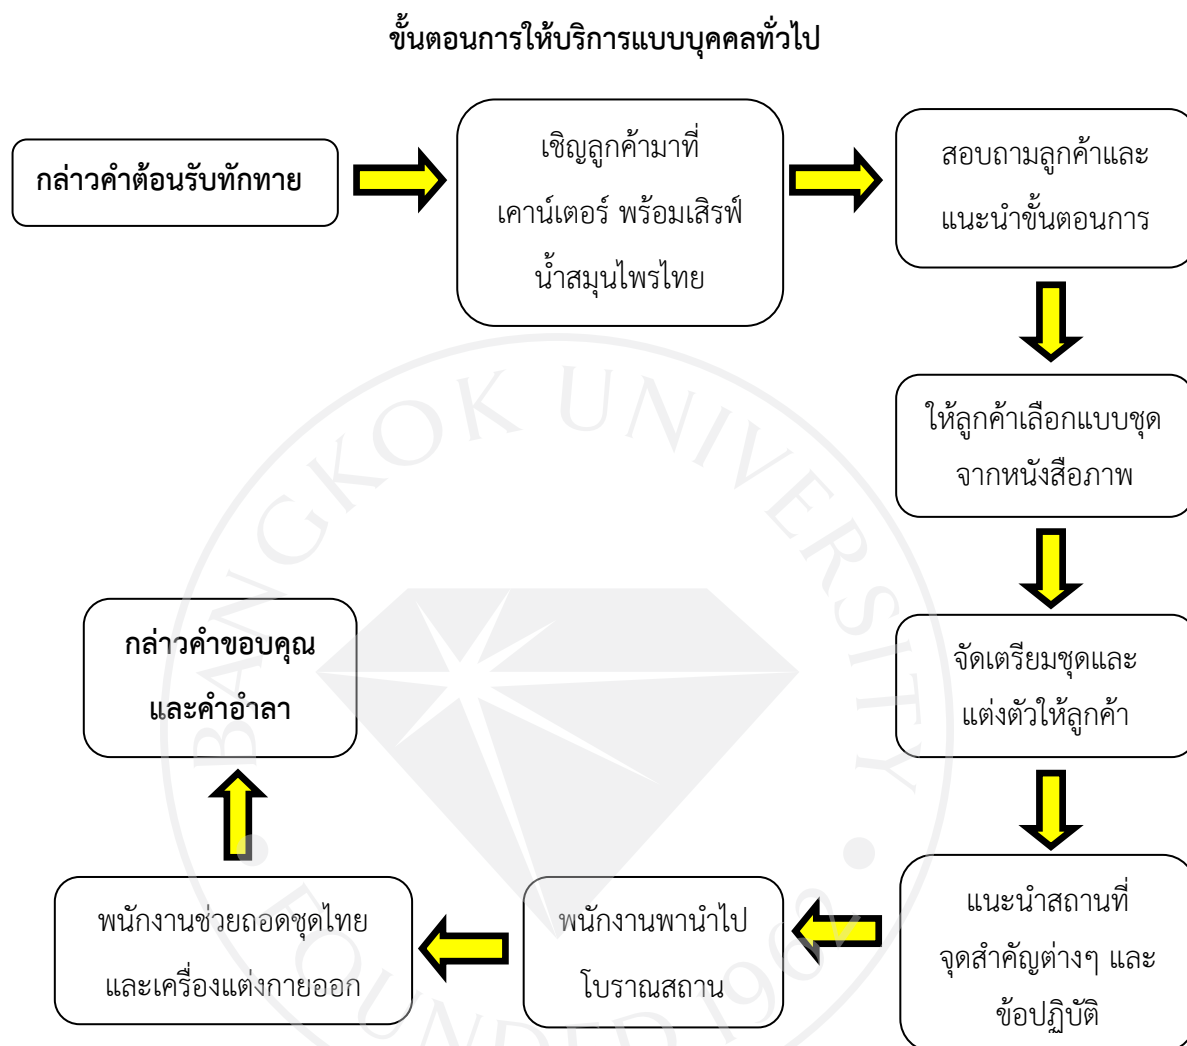 ขั้นตอนการให้บริการแบบบุคคลทั่วไป
กล่าวคำต้อนรับทักทาย
เชิญลูกค้ามาที่
เคาน์เตอร์ พร้อมเสิรฟ์
น้ำสมุนไพรไทย
สอบถามลูกค้าและ
แนะนำขั้นตอนการ
ให้ลูกค้าเลือกแบบชุด
จากหนังสือภาพ
จัดเตรียมชุดและ
แต่งตัวให้ลูกค้า
แนะนำสถานที่
จุดสำคัญต่างๆ และ
ข้อปฏิบัติ
พนักงานพานำไป
โบราณสถาน
พนักงานช่วยถอดชุดไทย
และเครื่องแต่งกายออก
กล่าวคำขอบคุณ
และคำอำลา
BANGKOK UNIVERSITY
FOUNDED 1962